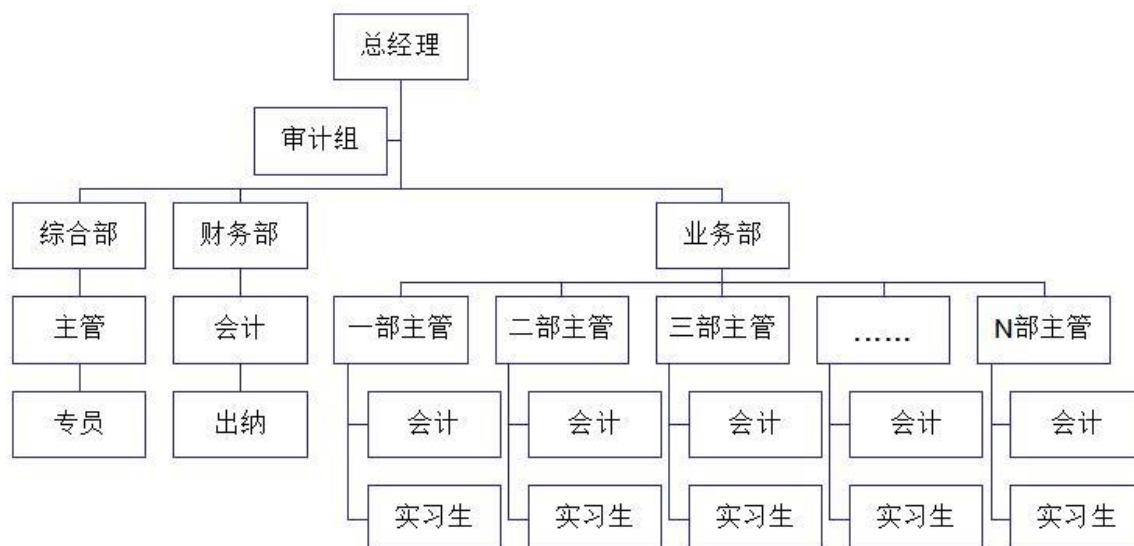 总经理
审计组
综合部 财务部 业务部
主管 会计 一部主管 二部主管 三部主管 …… N部主管
专员 出纳 会计 会计 会计 会计 会计
实习生 实习生 实习生 实习生 实习生